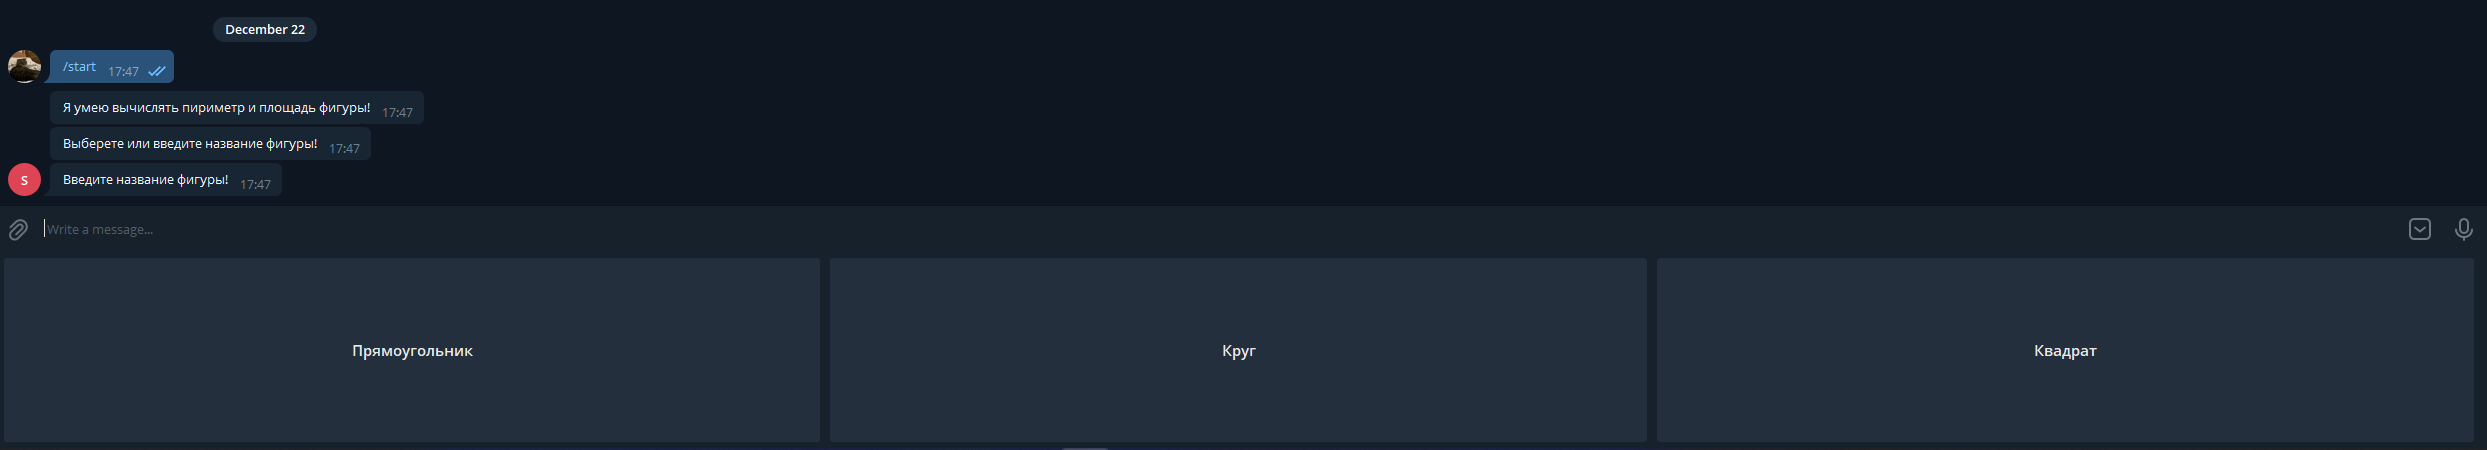 December 22
/start 17:47
Я умею вычислять пириметр и площадь фигуры! 17:47
Выберете или введите название фигуры! 17:47
S
Введите название фигуры! 17:47
Write a message...
Прямоугольник
Круг
Квадрат